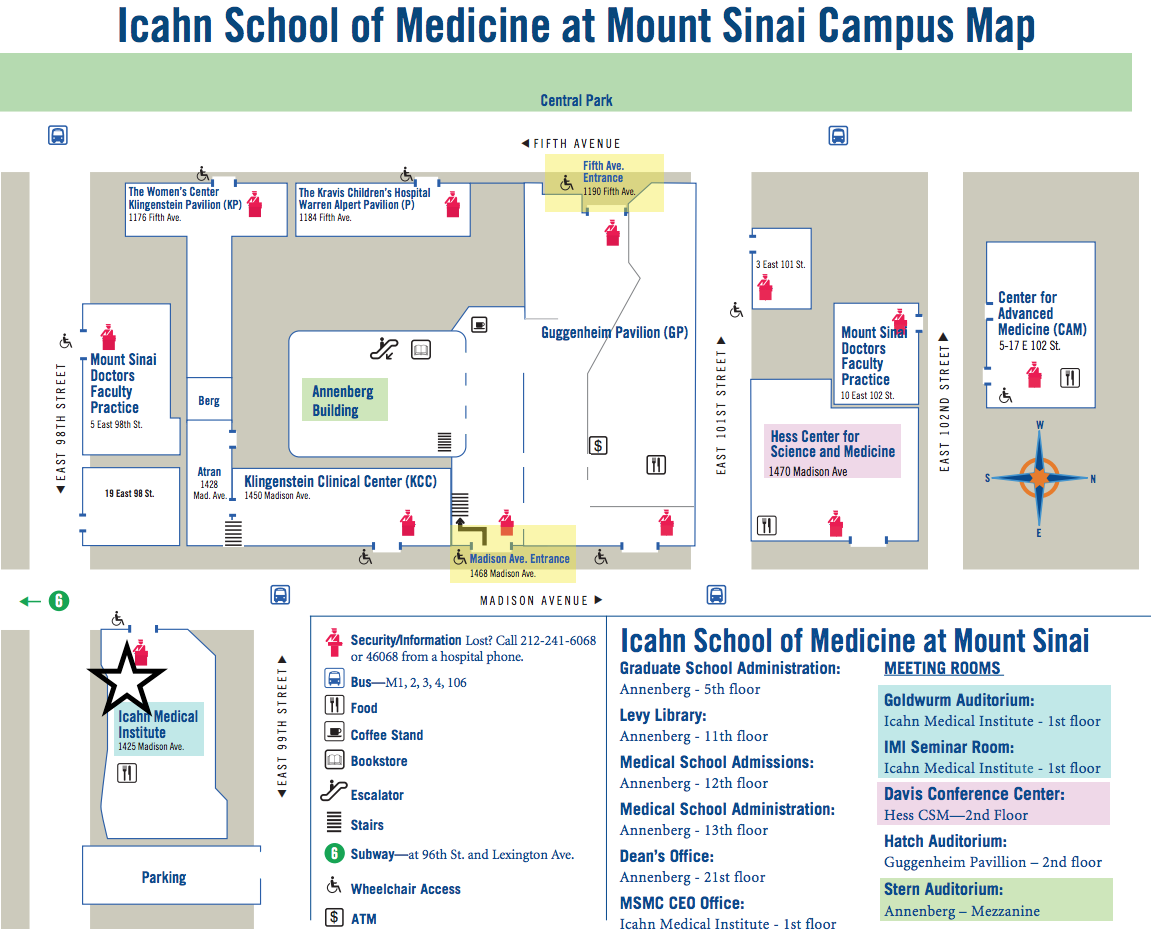 Icahn School of Medicine at Mount Sinai Campus Map
Central Park
◄ FIFTH AVENUE
Fifth Ave.
Entrance
1190 Fifth Ave.
The Women's Center
Klingenstein Pavilion (KP)
1176 Fifth Ave.
The Kravis Children's Hospital
Warren Alpert Pavilion (P)
1184 Fifth Ave.
3 East 101 St.
Guggenheim Pavilion (GP)
Center for
Advanced
Medicine (CAM)
5-17 E 102 St.
Mount Sinai
Doctors
Faculty
Practice
10 East 102 St.
Mount Sinai
Doctors
Faculty
Practice
5 East 98th St.
◄ EAST 98TH STREET
Berg
Annenberg
Building
EAST 101ST STREET ►
EAST 102ND STREET ►
Hess Center for
Science and Medicine
1470 Madison Ave
$
W
S
N
E
Atran
1428
Mad. Ave.
Klingenstein Clinical Center (KCC)
1450 Madison Ave.
19 East 98 St.
Madison Ave. Entrance
1468 Madison Ave.
6
MADISON AVENUE ►
◄ EAST 99TH STREET ►
Icahn Medical
Institute
1425 Madison Ave.
Parking
Security/Information Lost? Call 212-241-6068
or 46068 from a hospital phone.
Bus—M1, 2, 3, 4, 106
Food
Coffee Stand
Bookstore
Escalator
Stairs
6 Subway—at 96th St. and Lexington Ave.
Wheelchair Access
$ ATM
Icahn School of Medicine at Mount Sinai
Graduate School Administration:
Annenberg - 5th floor
Levy Library:
Annenberg - 11th floor
Medical School Admissions:
Annenberg - 12th floor
Medical School Administration:
Annenberg - 13th floor
Dean's Office:
Annenberg - 21st floor
MSMC CEO Office:
Icahn Medical Institute - 1st floor
MEETING ROOMS
Goldwurm Auditorium:
Icahn Medical Institute - 1st floor
IMI Seminar Room:
Icahn Medical Institute - 1st floor
Davis Conference Center:
Hess CSM—2nd Floor
Hatch Auditorium:
Guggenheim Pavillion – 2nd floor
Stern Auditorium:
Annenberg – Mezzanine